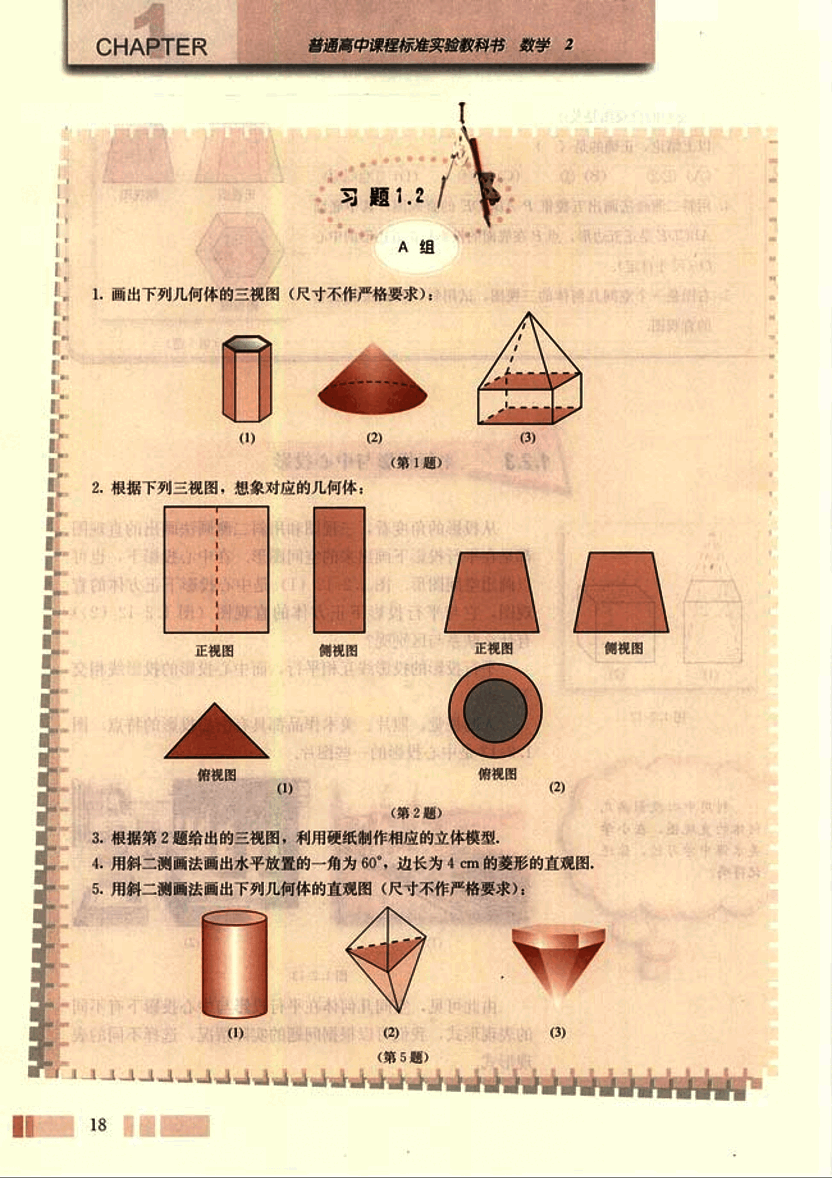 1
CHAPTER
普通高中课程标准实验教科书 数学 2
习 题 1.2
A 组
1. 画出下列几何体的三视图（尺寸不作严格要求）：
(1) (2) (3)
（第 1 题）
2. 根据下列三视图，想象对应的几何体：
正视图 侧视图 正视图 侧视图
俯视图 俯视图
(1) (2)
（第 2 题）
3. 根据第 2 题给出的三视图，利用硬纸制作相应的立体模型.
4. 用斜二测画法画出水平放置的一角为 60°，边长为 4 cm 的菱形的直观图.
5. 用斜二测画法画出下列几何体的直观图（尺寸不作严格要求）：
(1) (2) (3)
（第 5 题）
18